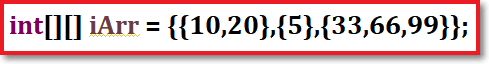 int[][] iArr = {{10,20},{5},{33,66,99}};